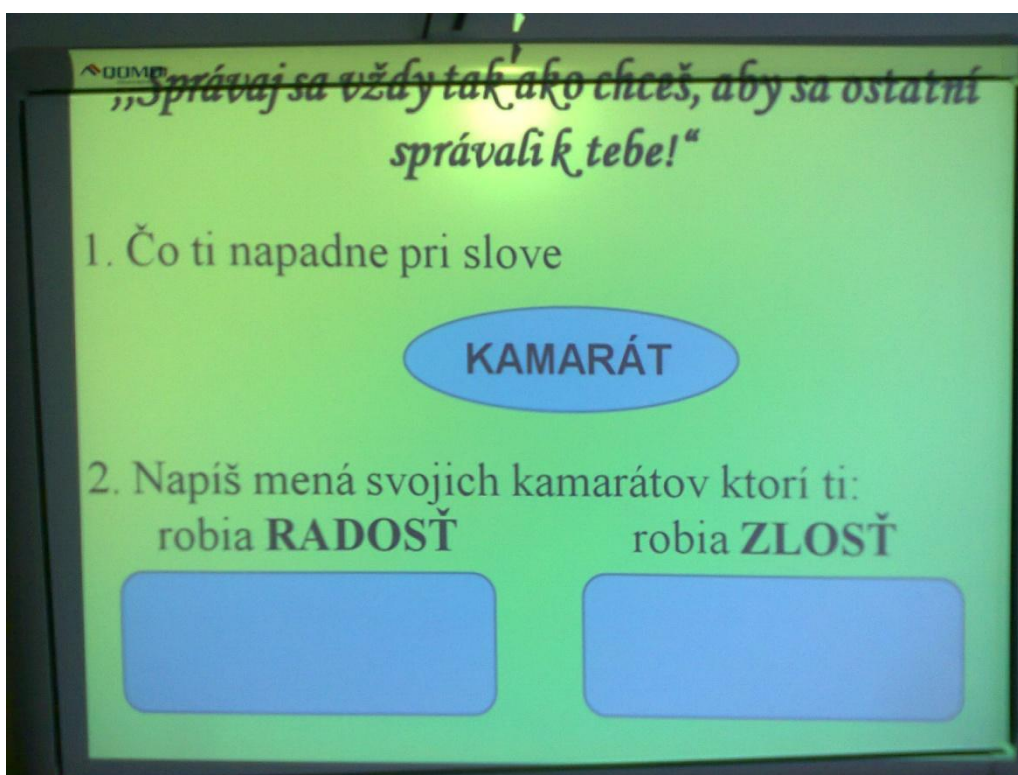 QOMO
„Správaj sa vždy tak ako chceš, aby sa ostatní
správali k tebe!“
1. Čo ti napadne pri slove
KAMARÁT
2. Napíš mená svojich kamarátov ktorí ti:
robia RADOSŤ robia ZLOSŤ